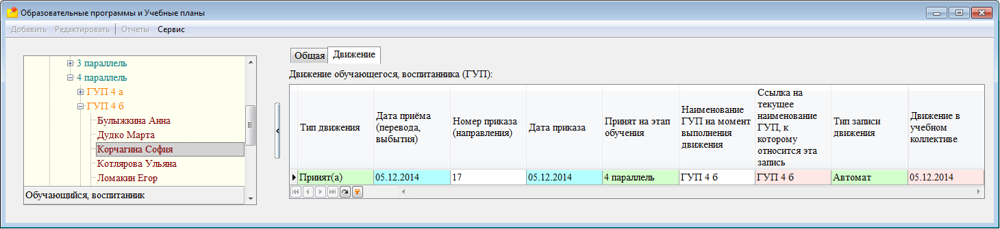 Образовательные программы и Учебные планы
Добавить Редактировать Отчеты Сервис
3 параллель
4 параллель
ГУП 4 а
ГУП 4 б
Булыжкина Анна
Дудко Марта
Корчагина София
Котлярова Ульяна
Ломакин Егор
Обучающийся, воспитанник
Общая Движение
Движение обучающегося, воспитанника (ГУП):
Тип движения
Дата приёма
(перевода,
выбытия)
Номер приказа
(направления)
Дата приказа
Принят на этап
обучения
Наименование
ГУП на момент
выполнения
движения
Ссылка на
текущее
наименование
ГУП, к
которому
относится эта
запись
Тип записи
движения
Движение в
учебном
коллективе
Принят(а) 05.12.2014 17 05.12.2014 4 параллель ГУП 4 б ГУП 4 б Автомат 05.12.2014